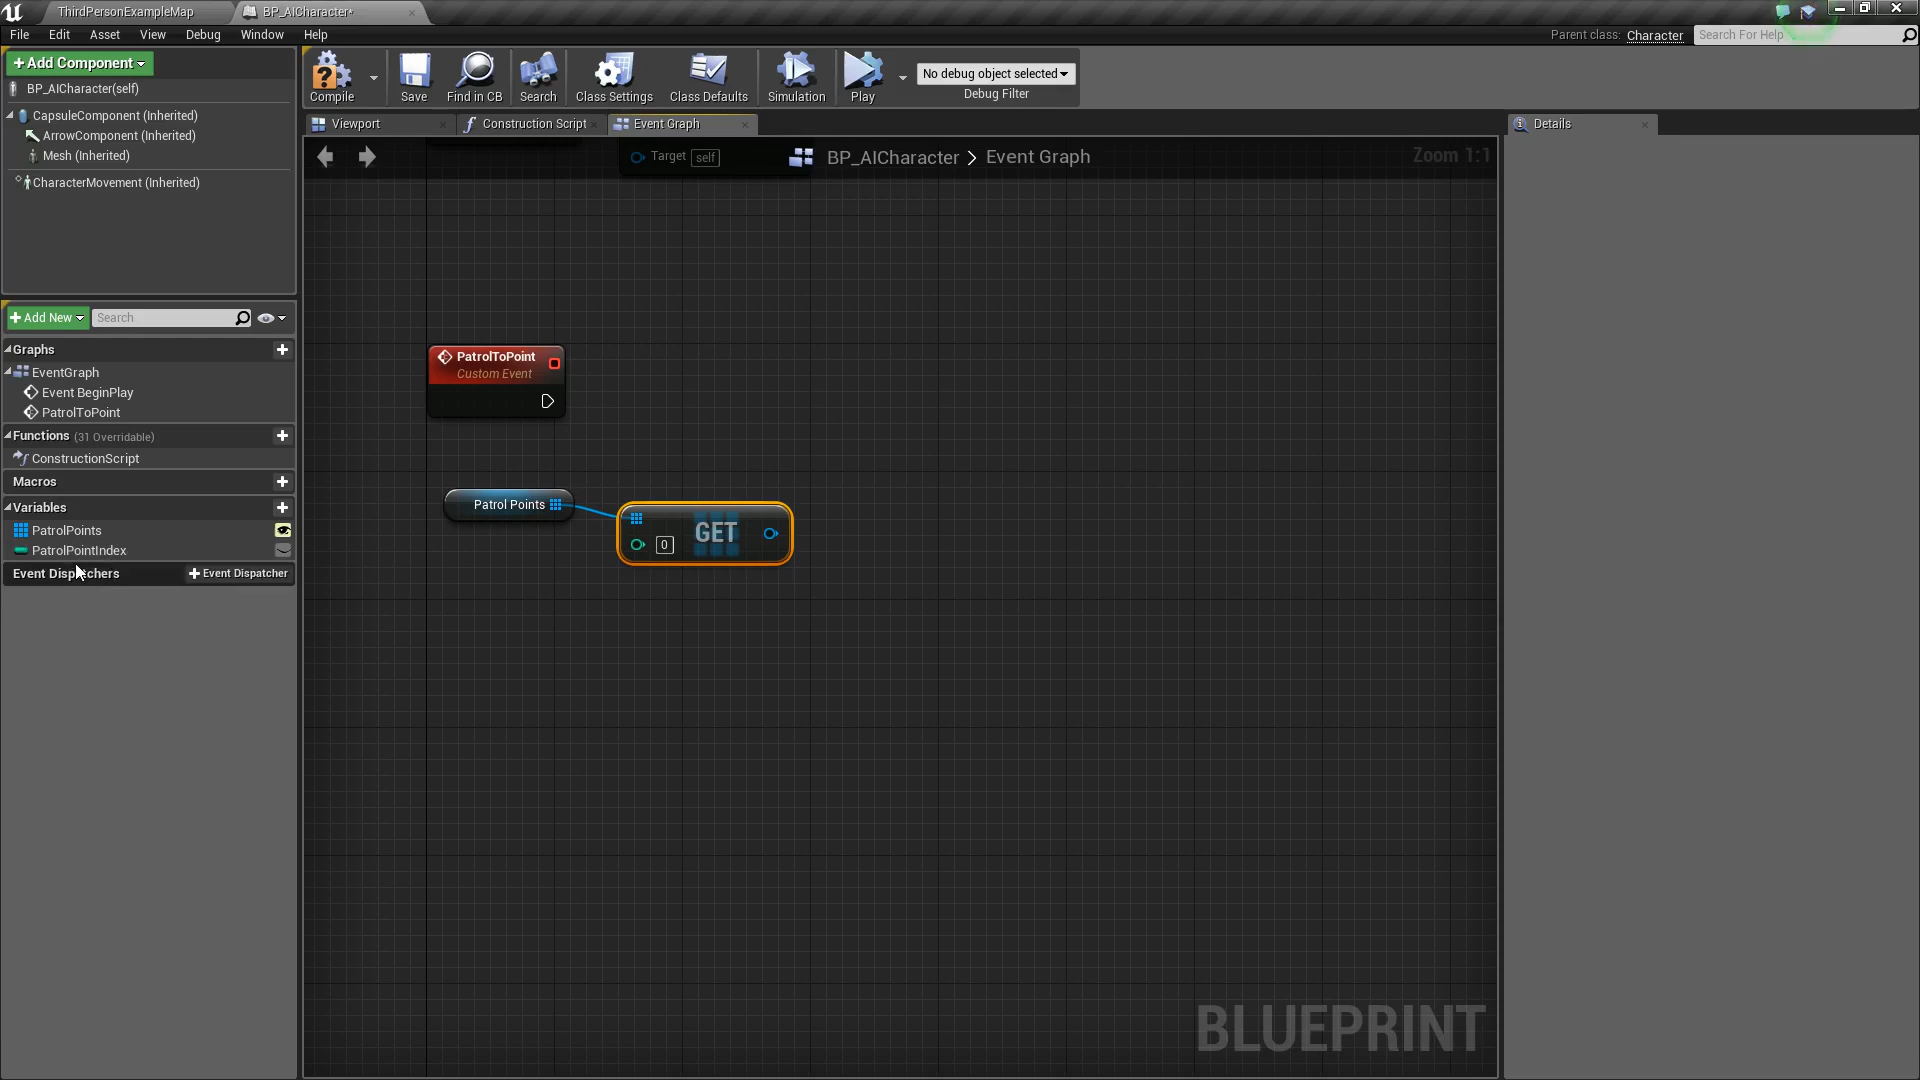 ThirdPersonExampleMap
BP_AICharacter*
File Edit Asset View Debug Window Help
Parent class: Character
Search For Help
+ Add Component
BP_AICharacter(self)
CapsuleComponent (Inherited)
ArrowComponent (Inherited)
Mesh (Inherited)
CharacterMovement (Inherited)
Compile
Save
Find in CB
Search
Class Settings
Class Defaults
Simulation
Play
No debug object selected
Debug Filter
Viewport
Construction Script
Event Graph
Details
Target self
BP_AICharacter > Event Graph
Zoom 1:1
+ Add New
Search
Graphs
EventGraph
Event BeginPlay
PatrolToPoint
Functions (31 Overridable)
ConstructionScript
Macros
Variables
PatrolPoints
PatrolPointIndex
Event Dispatchers
+ Event Dispatcher
PatrolToPoint
Custom Event
Patrol Points
GET
0
BLUEPRINT